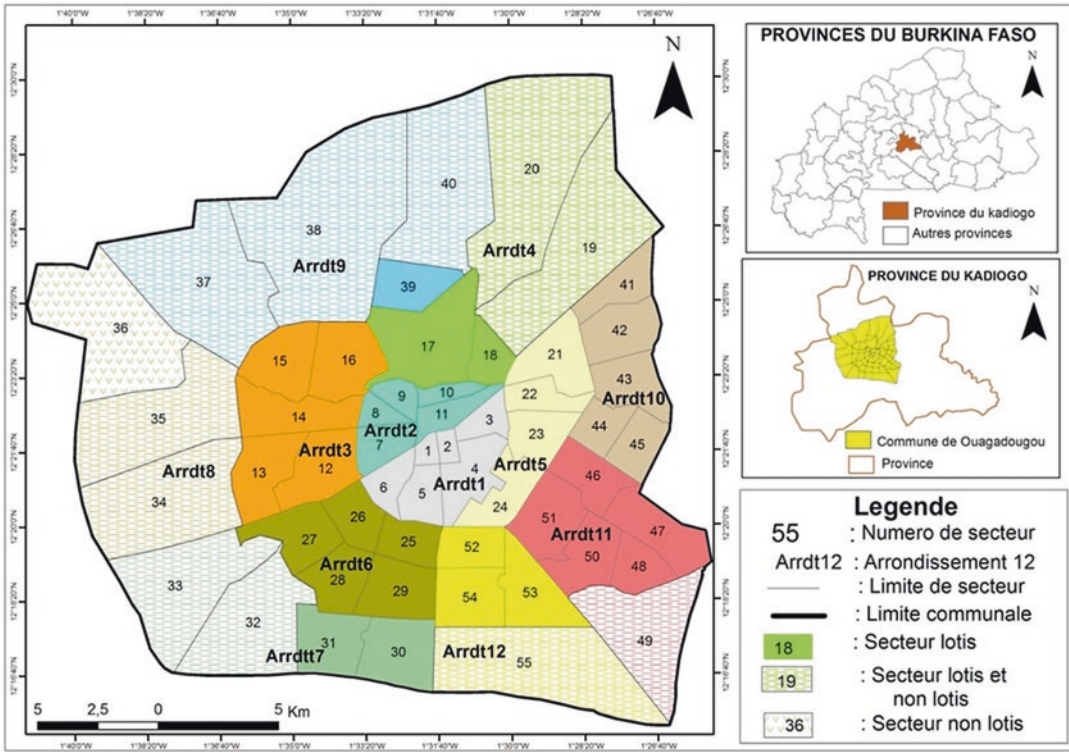 1°40'0"W 1°38'20"W 1°36'40"W 1°35'0"W 1°33'20"W 1°31'40"W 1°30'0"W 1°28'20"W 1°26'40"W
N
20
40
38
Arrdt4
19
Arrdt9
37
39
41
36
42
17
21
15
16
18
43
10
22
9
Arrdt10
35
14
8
11
3
44
Arrdt2
23
45
7
2
Arrdt3
1
Arrdt5
Arrdt8
13
12
4
46
6
Arrdt1
34
5
24
26
51
47
27
25
52
Arrdt11
50
48
Arrdt6
33
28
29
54
53
32
31
49
30
Arrdtt7
Arrdt12
55
5 2,5 0 5 Km
1°40'0"W 1°38'20"W 1°36'40"W 1°35'0"W 1°33'20"W 1°31'40"W 1°30'0"W 1°28'20"W 1°26'40"W
PROVINCES DU BURKINA FASO
N
Province du kadiogo
Autres provinces
PROVINCE DU KADIOGO
N
Commune de Ouagadougou
Province
Legende
55 : Numero de secteur
Arrdt12 : Arrondissement 12
: Limite de secteur
: Limite communale
18 : Secteur lotis
19 : Secteur lotis et
non lotis
36 : Secteur non lotis